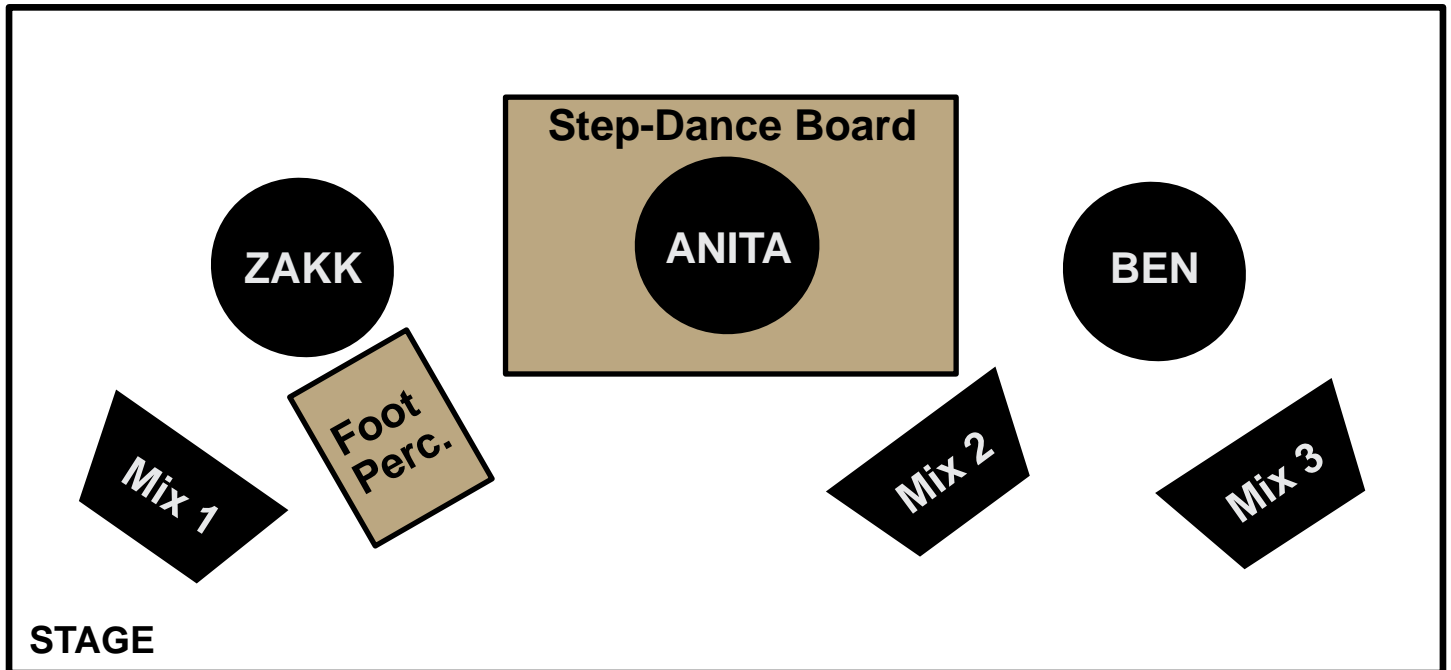 Step-Dance Board
ZAKK
ANITA
BEN
Foot
Perc.
Mix 1
Mix 2
Mix 3
STAGE